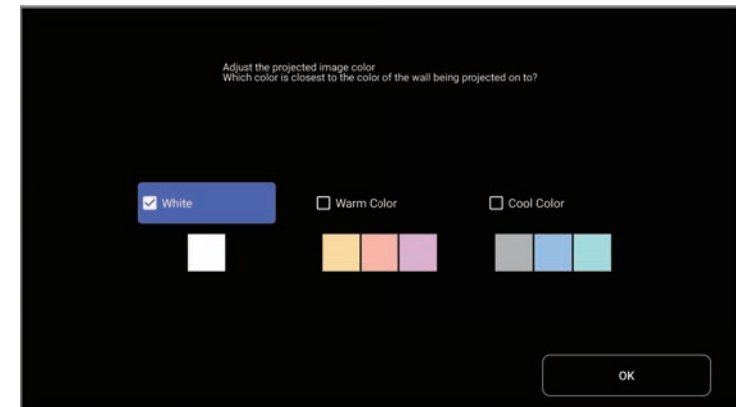 Adjust the projected image color
Which color is closest to the color of the wall being projected on to?
White
Warm Color
Cool Color
OK